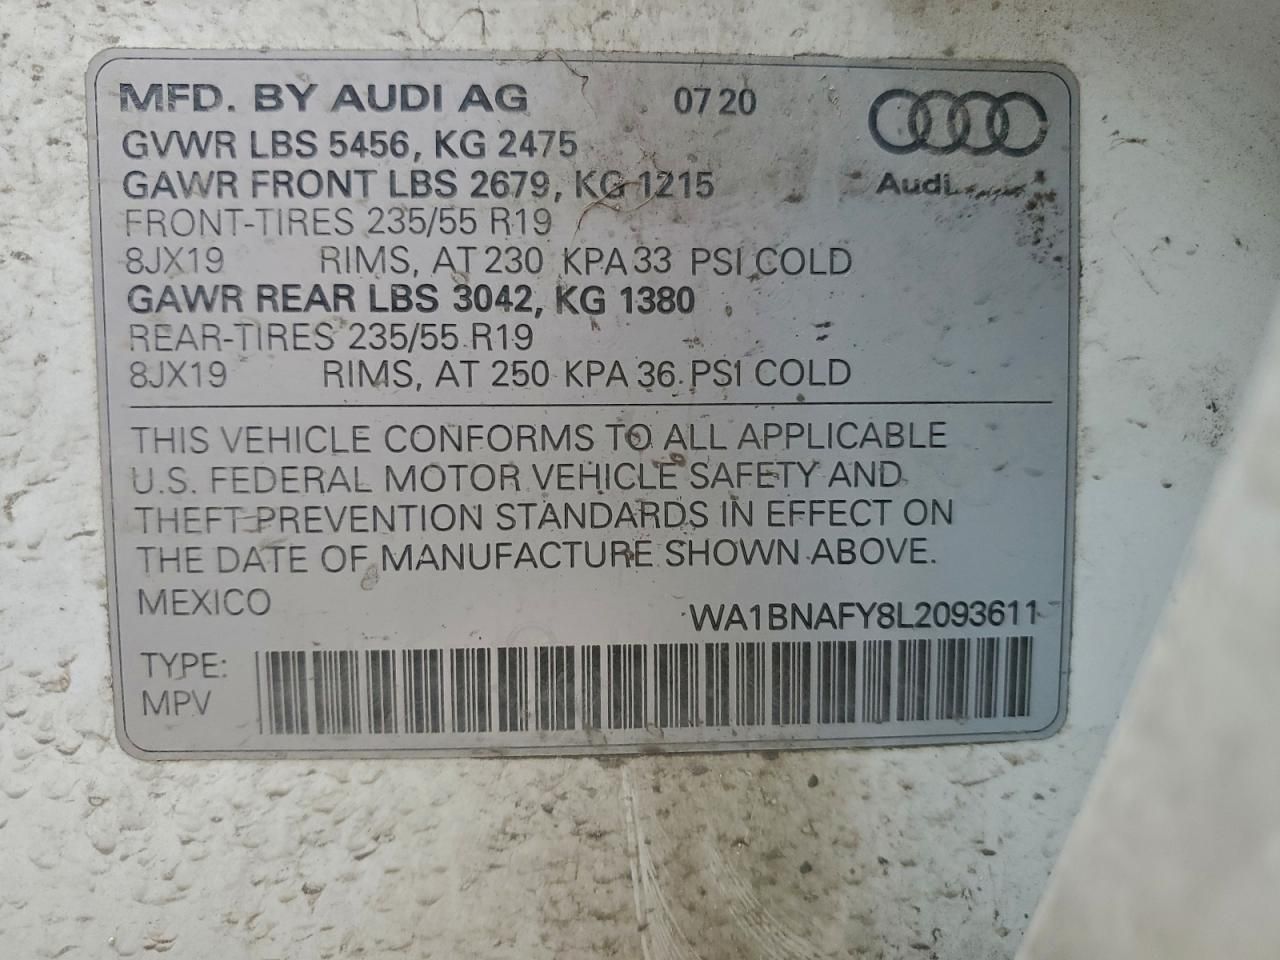 MFD. BY AUDI AG 07 20
GVWR LBS 5456, KG 2475
GAWR FRONT LBS 2679, KG 1215
Audi
FRONT-TIRES 235/55 R19
8JX19 RIMS, AT 230 KPA 33 PSI COLD
GAWR REAR LBS 3042, KG 1380
REAR-TIRES 235/55 R19
8JX19 RIMS, AT 250 KPA 36 PSI COLD
THIS VEHICLE CONFORMS TO ALL APPLICABLE
U.S. FEDERAL MOTOR VEHICLE SAFETY AND
THEFT PREVENTION STANDARDS IN EFFECT ON
THE DATE OF MANUFACTURE SHOWN ABOVE.
MEXICO WA1BNAFY8L2093611
TYPE:
MPV